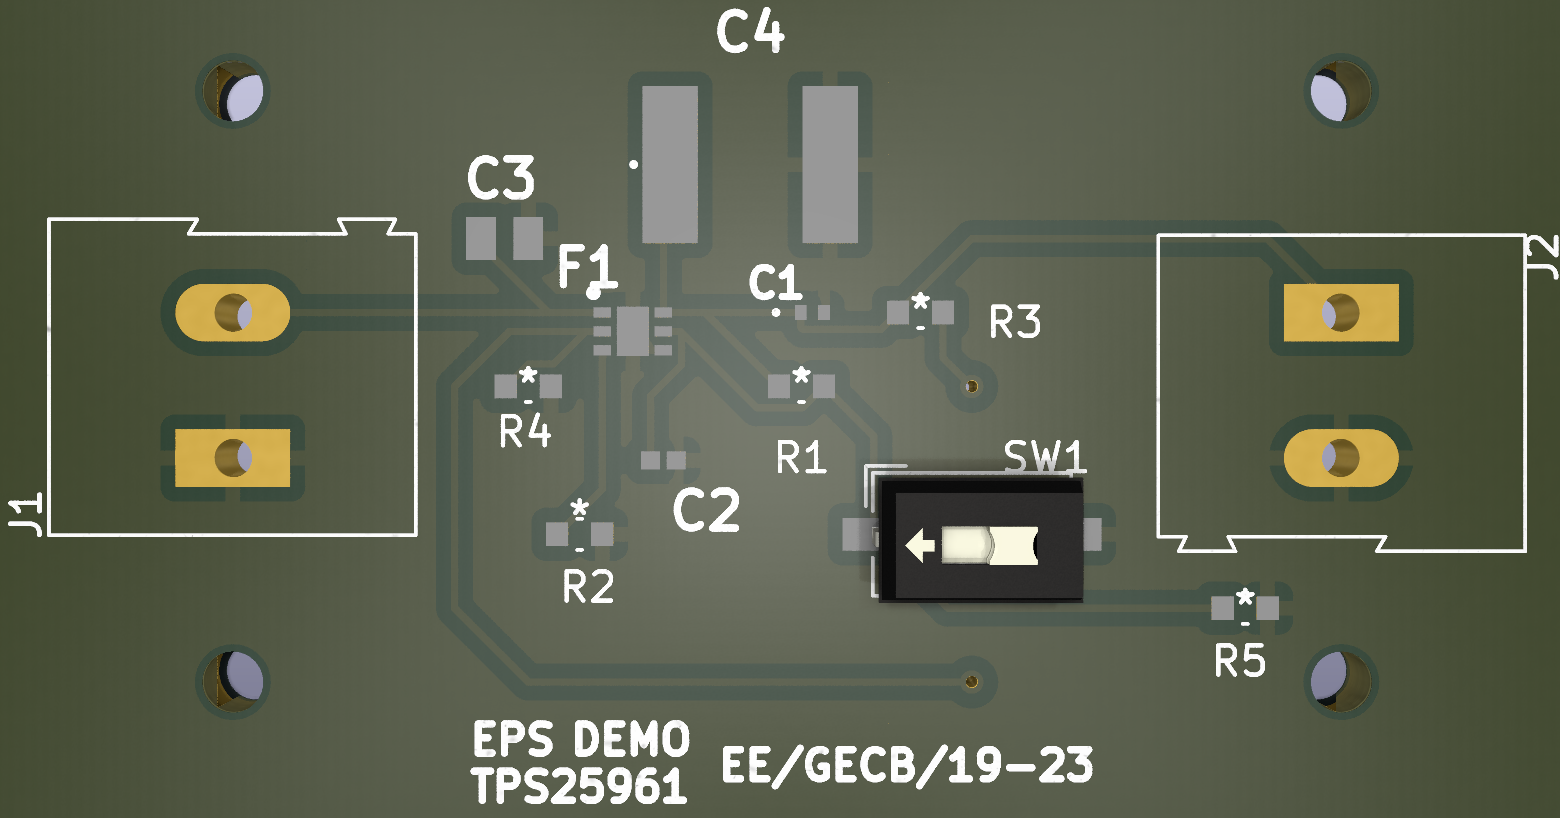 C4
C3
F1
C1
J2
R3
R4
R1
SW1
J1
C2
R2
R5
EPS DEMO
TPS25961
EE/GECB/19-23